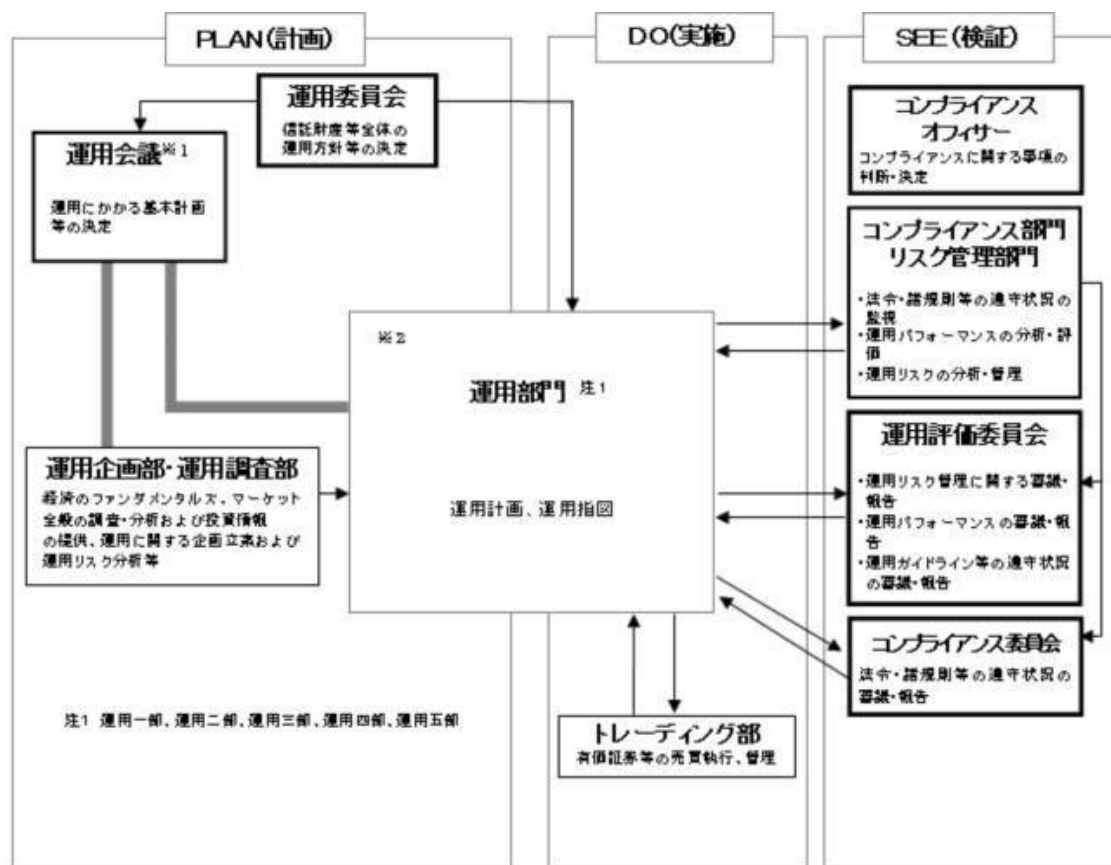 PLAN(計画)
運用委員会
信託財産等全体の
運用方針等の決定
運用会議※1
運用にかかる基本計画
等の決定
運用企画部・運用調査部
経済のファンダメンタルズ、マーケット
全般の調査・分析および投資情報
の提供、運用に関する企画立案および
運用リスク分析等
注1 運用一部、運用二部、運用三部、運用四部、運用五部
DO(実施)
※2
運用部門 注1
運用計画、運用指図
トレーディング部
有価証券等の売買執行、管理
SEE(検証)
コンプライアンス
オフィサー
コンプライアンスに関する事項の
判断・決定
コンプライアンス部門
リスク管理部門
・法令・諸規則等の遵守状況の
監視
・運用パフォーマンスの分析・評
価
・運用リスクの分析・管理
運用評価委員会
・運用リスク管理に関する審議・
報告
・運用パフォーマンスの審議・報
告
・運用ガイドライン等の遵守状況
の審議・報告
コンプライアンス委員会
法令・諸規則等の遵守状況の
審議・報告